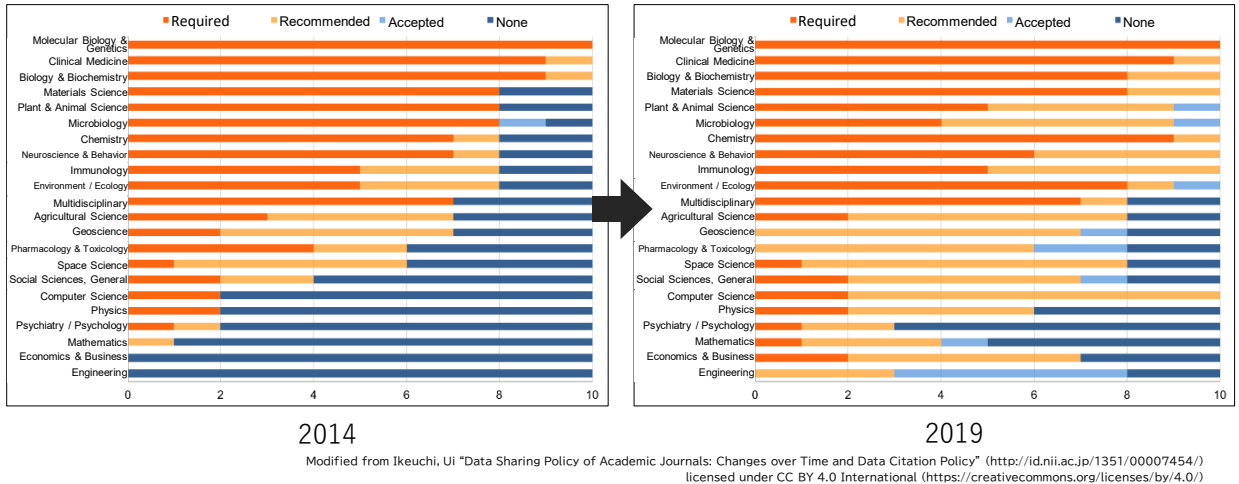 Required Recommended Accepted None
Molecular Biology &
Genetics
Clinical Medicine
Biology & Biochemistry
Materials Science
Plant & Animal Science
Microbiology
Chemistry
Neuroscience & Behavior
Immunology
Environment / Ecology
Multidisciplinary
Agricultural Science
Geoscience
Pharmacology & Toxicology
Space Science
Social Sciences, General
Computer Science
Physics
Psychiatry / Psychology
Mathematics
Economics & Business
Engineering
0 2 4 6 8 10
2014
Required Recommended Accepted None
Molecular Biology &
Genetics
Clinical Medicine
Biology & Biochemistry
Materials Science
Plant & Animal Science
Microbiology
Chemistry
Neuroscience & Behavior
Immunology
Environment / Ecology
Multidisciplinary
Agricultural Science
Geoscience
Pharmacology & Toxicology
Space Science
Social Sciences, General
Computer Science
Physics
Psychiatry / Psychology
Mathematics
Economics & Business
Engineering
0 2 4 6 8 10
2019
Modified from Ikeuchi, Ui “Data Sharing Policy of Academic Journals: Changes over Time and Data Citation Policy” (http://id.nii.ac.jp/1351/00007454/)
licensed under CC BY 4.0 International (https://creativecommons.org/licenses/by/4.0/)